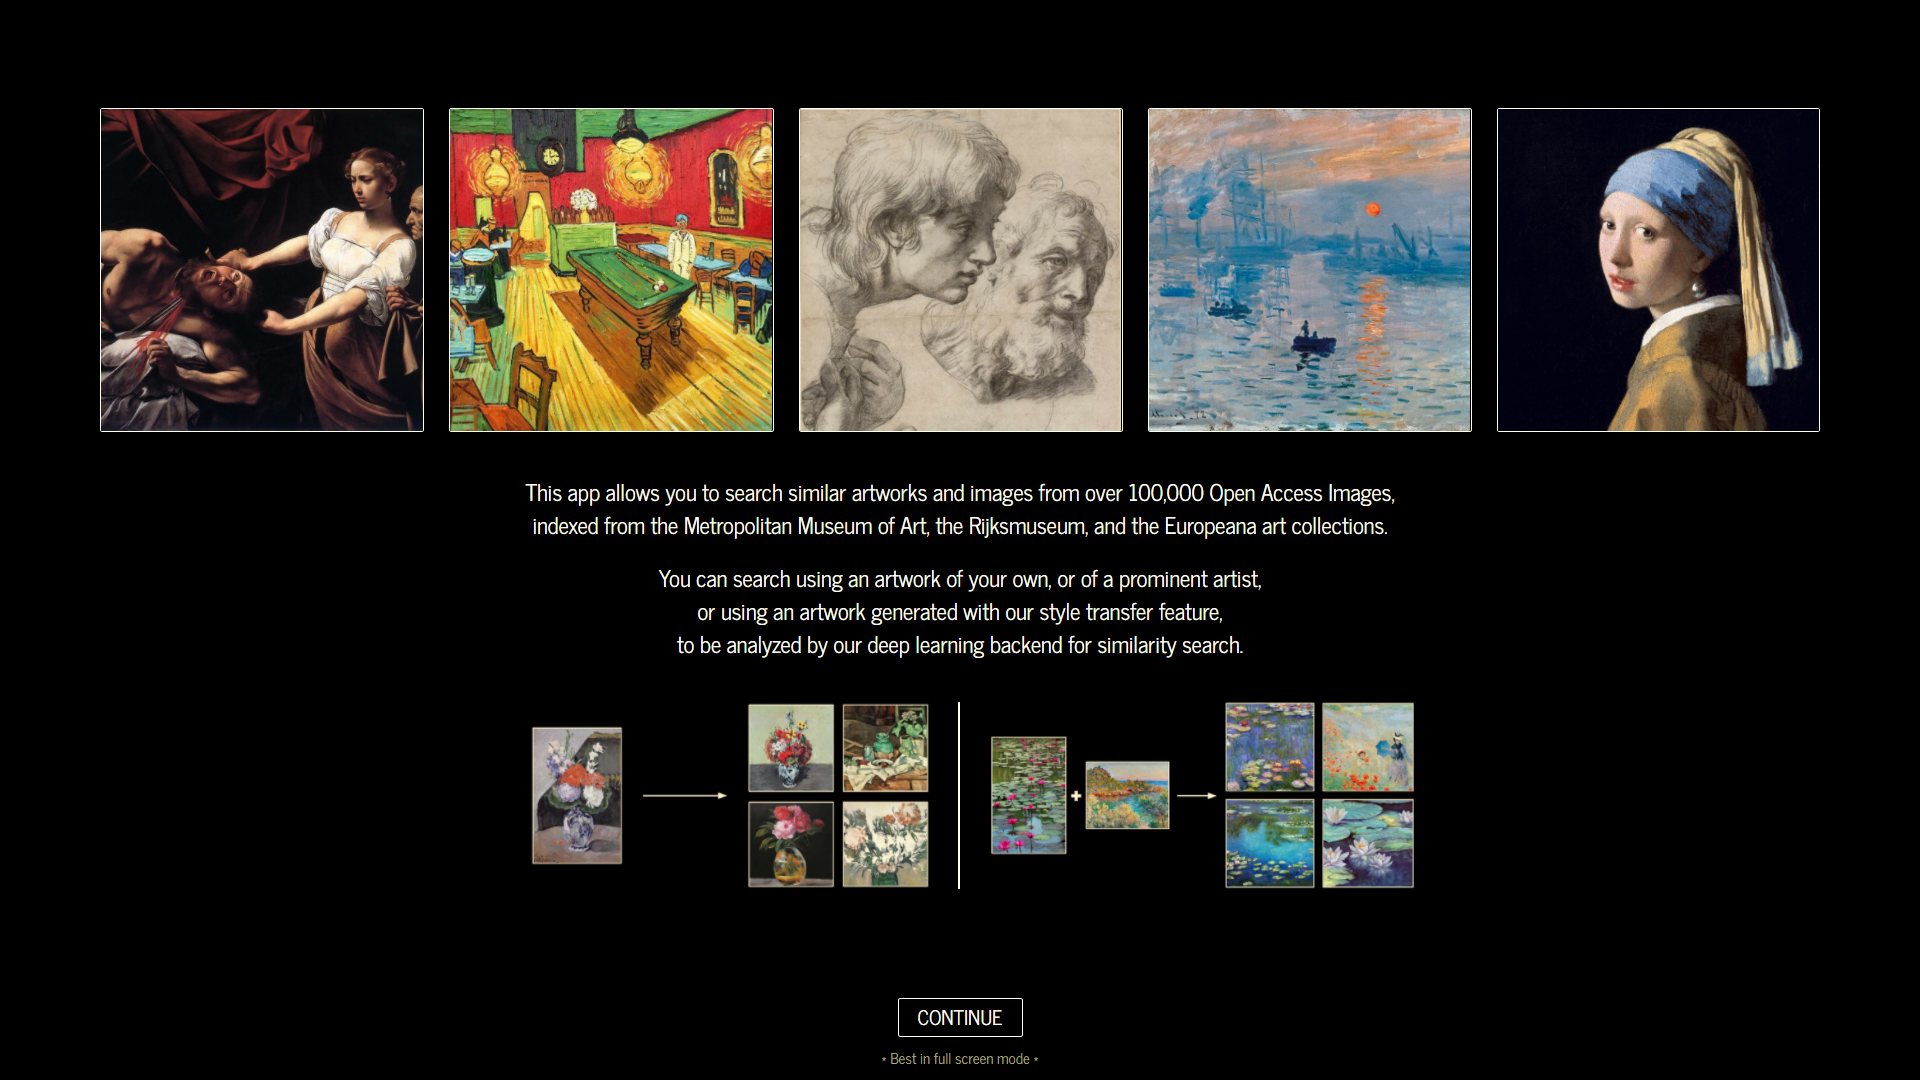 This app allows you to search similar artworks and images from over 100,000 Open Access Images,
indexed from the Metropolitan Museum of Art, the Rijksmuseum, and the Europeana art collections.
You can search using an artwork of your own, or of a prominent artist,
or using an artwork generated with our style transfer feature,
to be analyzed by our deep learning backend for similarity search.
CONTINUE
* Best in full screen mode *